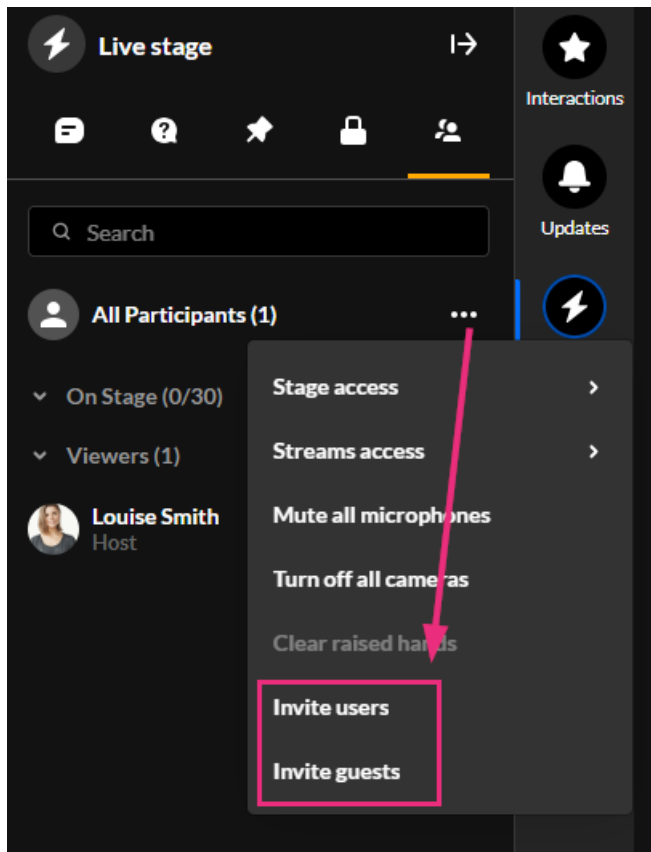 Live stage
Interactions
Updates
Search
All Participants (1)
On Stage (0/30)
Viewers (1)
Louise Smith
Host
Stage access
Streams access
Mute all microphones
Turn off all cameras
Clear raised hands
Invite users
Invite guests